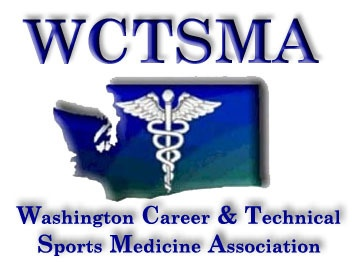 WCTSMA
Washington Career & Technical
Sports Medicine Association